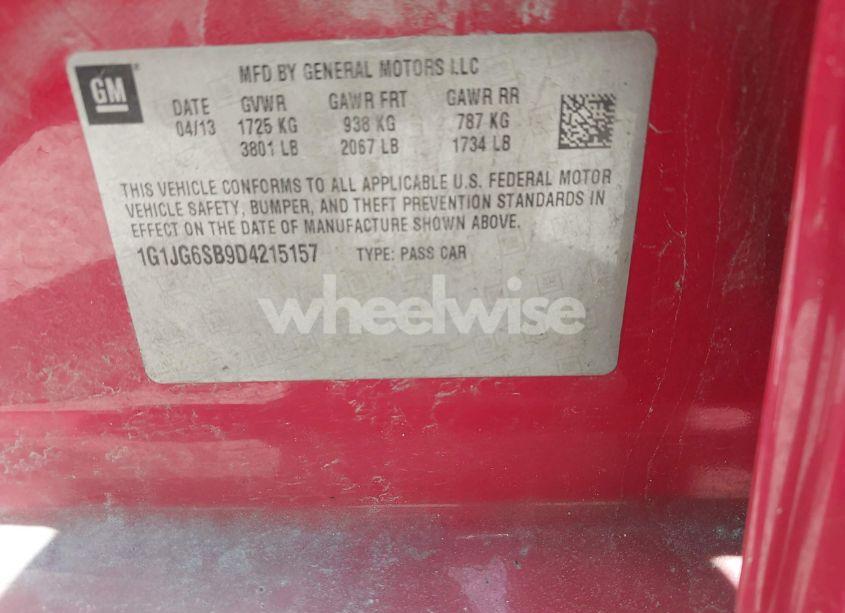 GM
MFD BY GENERAL MOTORS LLC
DATE GVWR GAWR FRT GAWR RR
04/13 1725 KG 938 KG 787 KG
3801 LB 2067 LB 1734 LB
THIS VEHICLE CONFORMS TO ALL APPLICABLE U.S. FEDERAL MOTOR
VEHICLE SAFETY, BUMPER, AND THEFT PREVENTION STANDARDS IN
EFFECT ON THE DATE OF MANUFACTURE SHOWN ABOVE.
1G1JG6SB9D4215157 TYPE: PASS CAR
wheelwise